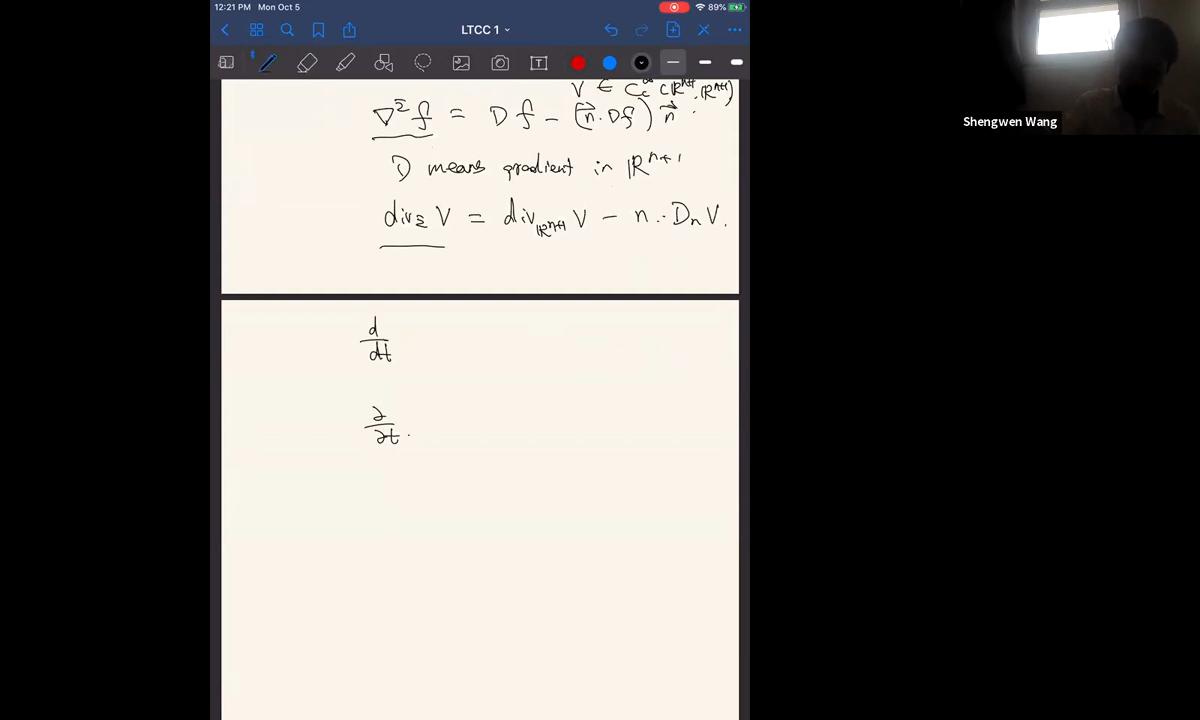 12:21 PM Mon Oct 5
89%
LTCC 1
T
V ∈ C_c^∞ (ℝ^{n+1}, ℝ^{n+1})
∇^Σ f = Df − (n⃗ · Df) n⃗ .
D means gradient in ℝ^{n+1}
div_Σ V = div_{ℝ^{n+1}} V − n · D_n V.
d/dt
∂/∂t .
Shengwen Wang